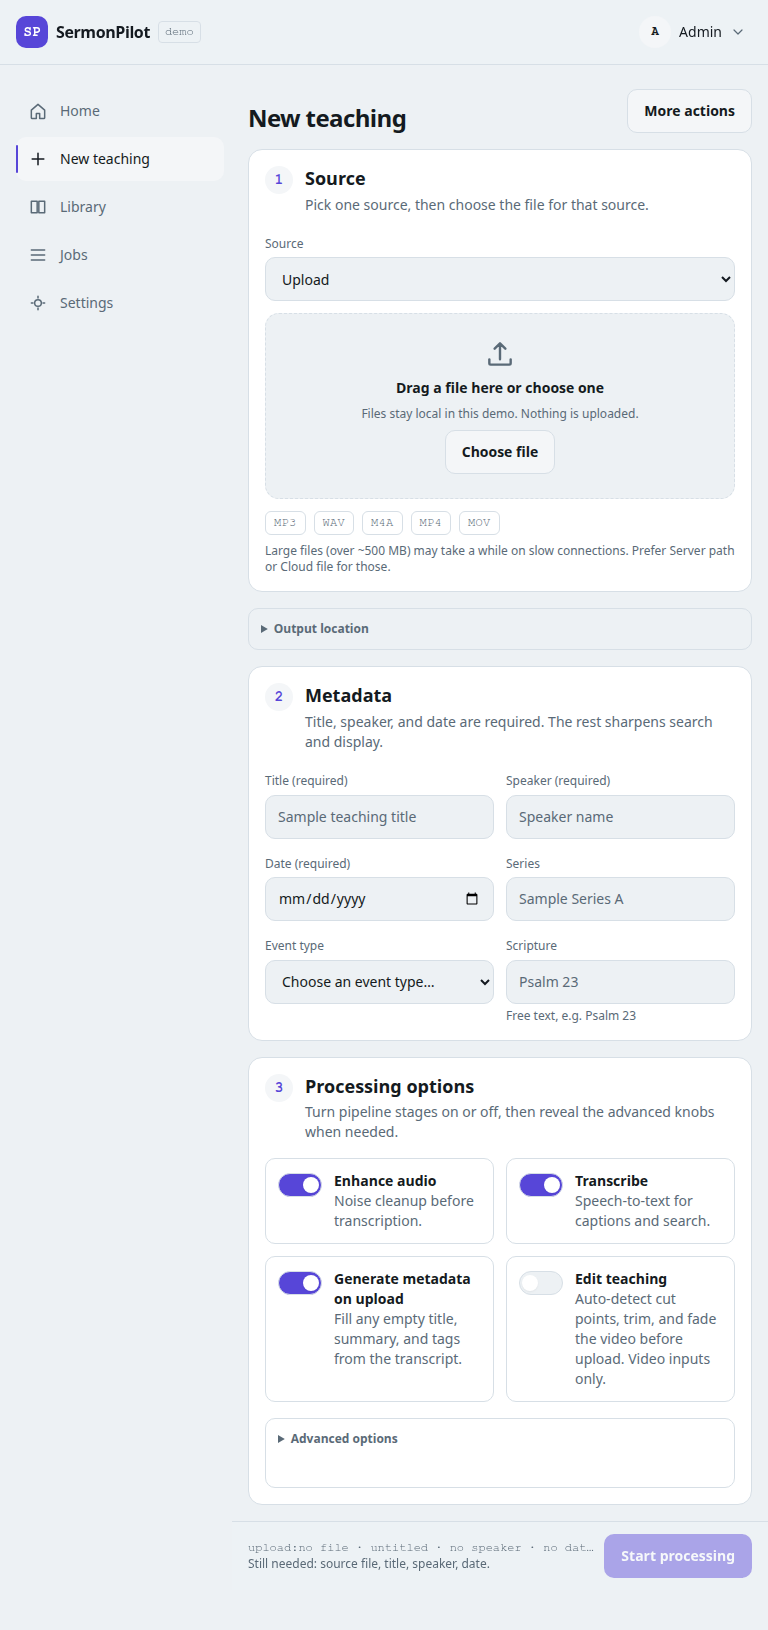 SP SermonPilot demo
A Admin
Home
New teaching
Library
Jobs
Settings
New teaching
More actions
1 Source
Pick one source, then choose the file for that source.
Source
Upload
Drag a file here or choose one
Files stay local in this demo. Nothing is uploaded.
Choose file
MP3 WAV M4A MP4 MOV
Large files (over ~500 MB) may take a while on slow connections. Prefer Server path
or Cloud file for those.
Output location
2 Metadata
Title, speaker, and date are required. The rest sharpens search
and display.
Title (required)
Sample teaching title
Speaker (required)
Speaker name
Date (required)
mm/dd/yyyy
Series
Sample Series A
Event type
Choose an event type...
Scripture
Psalm 23
Free text, e.g. Psalm 23
3 Processing options
Turn pipeline stages on or off, then reveal the advanced knobs
when needed.
Enhance audio
Noise cleanup before
transcription.
Transcribe
Speech-to-text for
captions and search.
Generate metadata
on upload
Fill any empty title,
summary, and tags
from the transcript.
Edit teaching
Auto-detect cut
points, trim, and fade
the video before
upload. Video inputs
only.
Advanced options
upload:no file · untitled · no speaker · no dat…
Still needed: source file, title, speaker, date.
Start processing